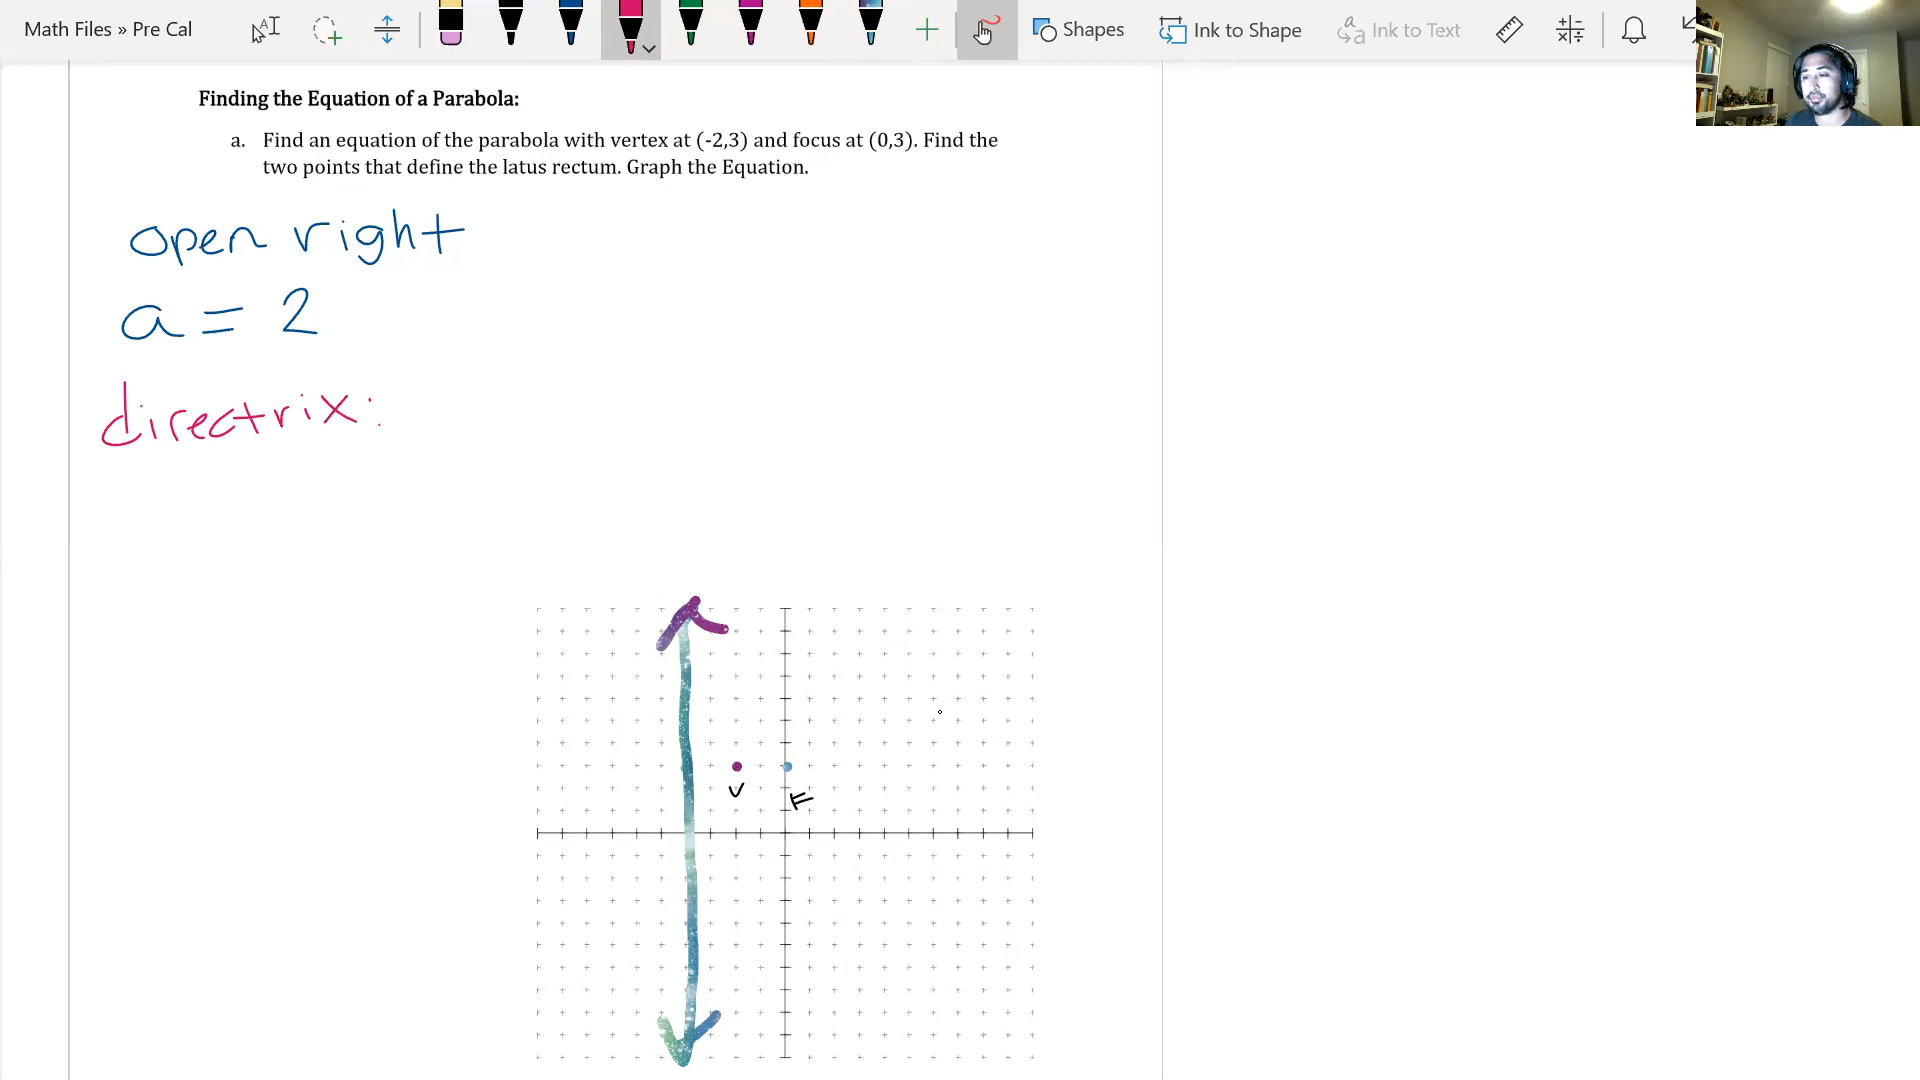 Math Files » Pre Cal
Shapes
Ink to Shape
Ink to Text
Finding the Equation of a Parabola:
a. Find an equation of the parabola with vertex at (-2,3) and focus at (0,3). Find the
two points that define the latus rectum. Graph the Equation.
open right
a = 2
directrix:
V
F